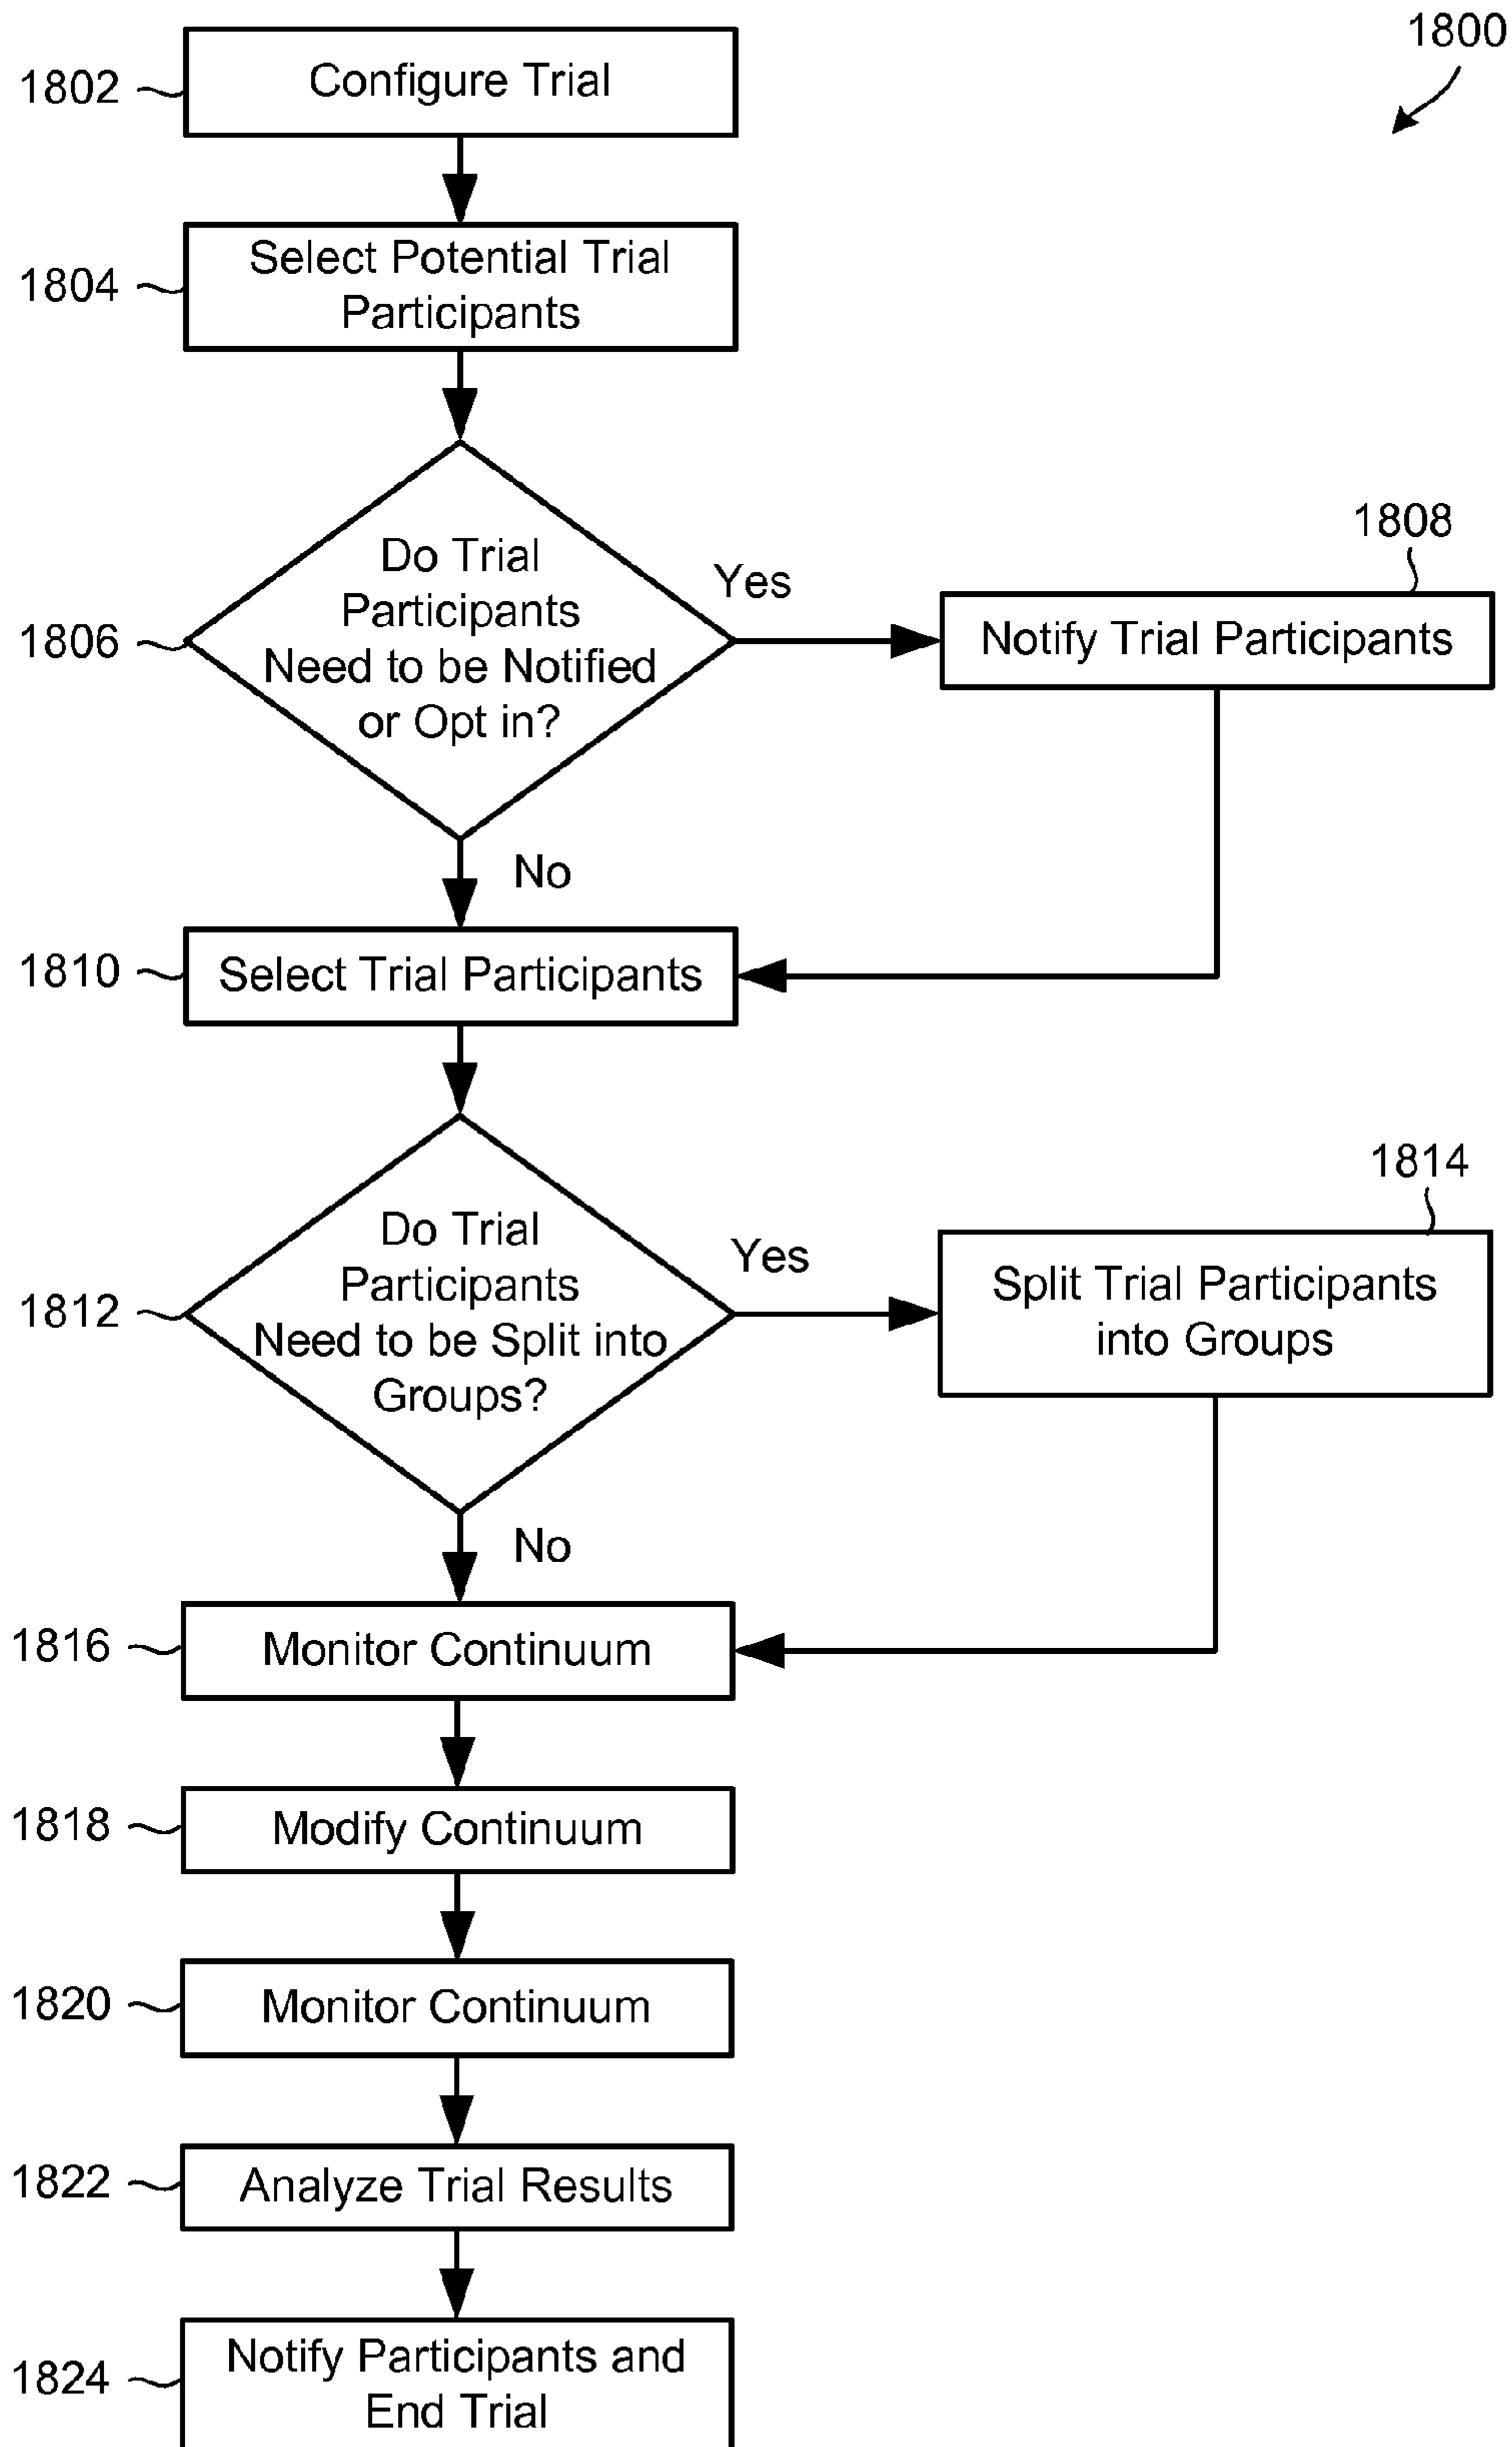 1800
1802
Configure Trial
1804
Select Potential Trial
Participants
1806
Do Trial
Participants
Need to be Notified
or Opt in?
Yes
1808
Notify Trial Participants
No
1810
Select Trial Participants
1812
Do Trial
Participants
Need to be Split into
Groups?
Yes
1814
Split Trial Participants
into Groups
No
1816
Monitor Continuum
1818
Modify Continuum
1820
Monitor Continuum
1822
Analyze Trial Results
1824
Notify Participants and
End Trial